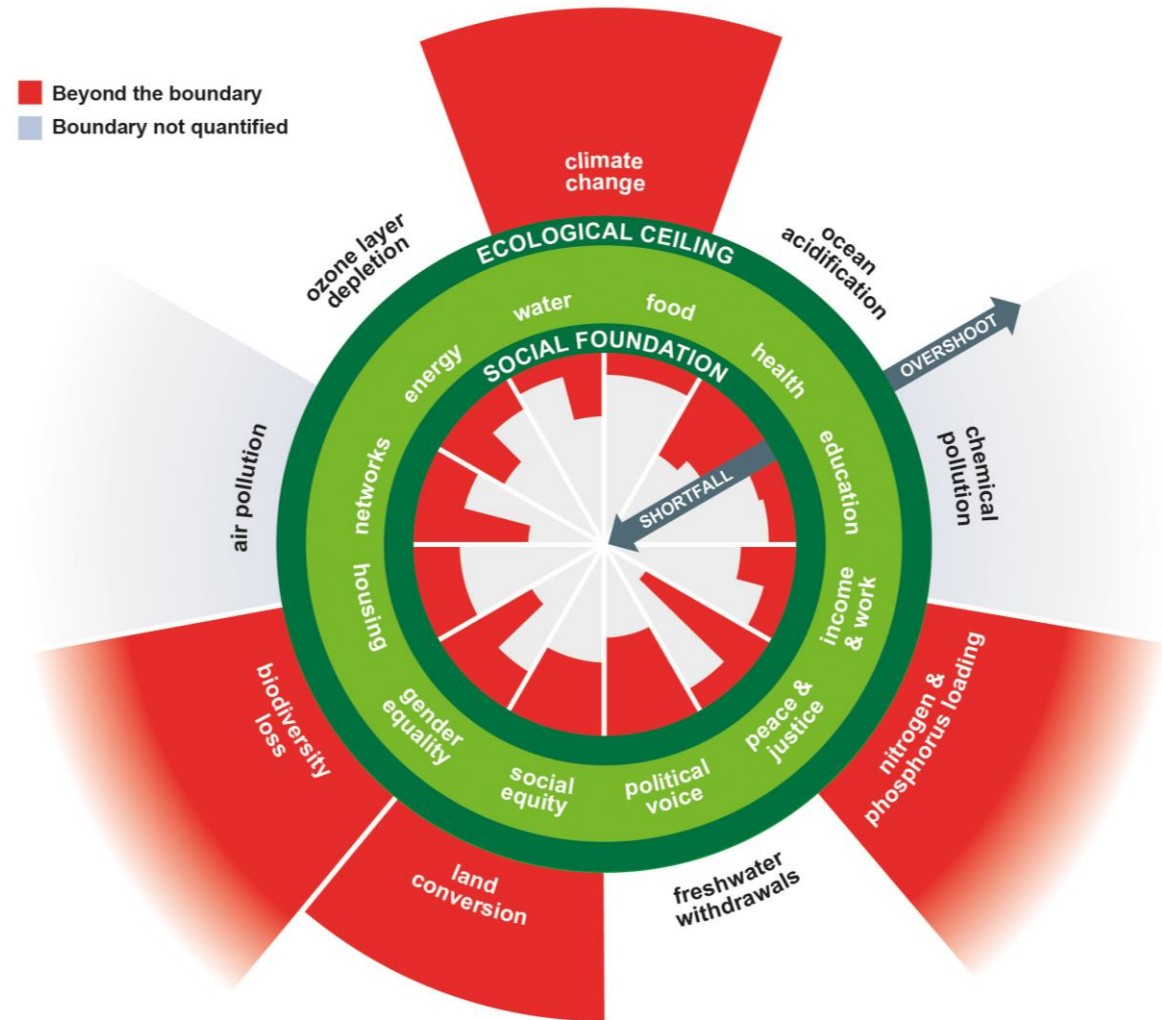 Beyond the boundary
Boundary not quantified
climate
change
ozone layer
depletion
ocean
acidification
ECOLOGICAL CEILING
OVERSHOOT
water
food
SOCIAL FOUNDATION
energy
health
air pollution
networks
SHORTFALL
education
chemical
pollution
housing
income
& work
biodiversity
loss
gender
equality
social
equity
political
voice
peace &
justice
nitrogen &
phosphorus loading
land
conversion
freshwater
withdrawals